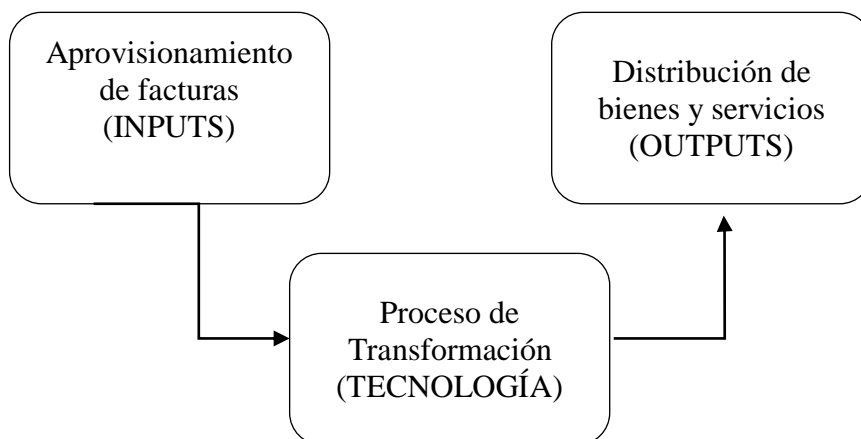 Aprovisionamiento
de facturas
(INPUTS)
Distribución de
bienes y servicios
(OUTPUTS)
Proceso de
Transformación
(TECNOLOGÍA)